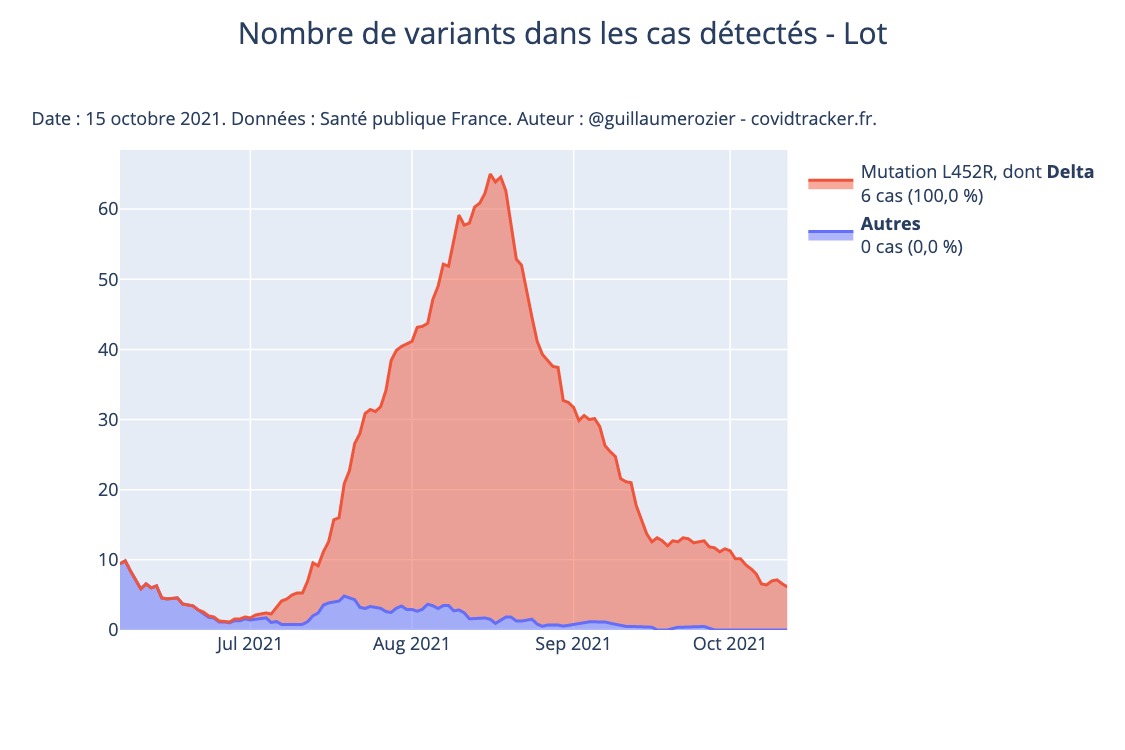 Nombre de variants dans les cas détectés - Lot
Date : 15 octobre 2021. Données : Santé publique France. Auteur : @guillaumerozier - covidtracker.fr.
Mutation L452R, dont Delta
6 cas (100,0 %)
Autres
0 cas (0,0 %)
60
50
40
30
20
10
0
Jul 2021
Aug 2021
Sep 2021
Oct 2021